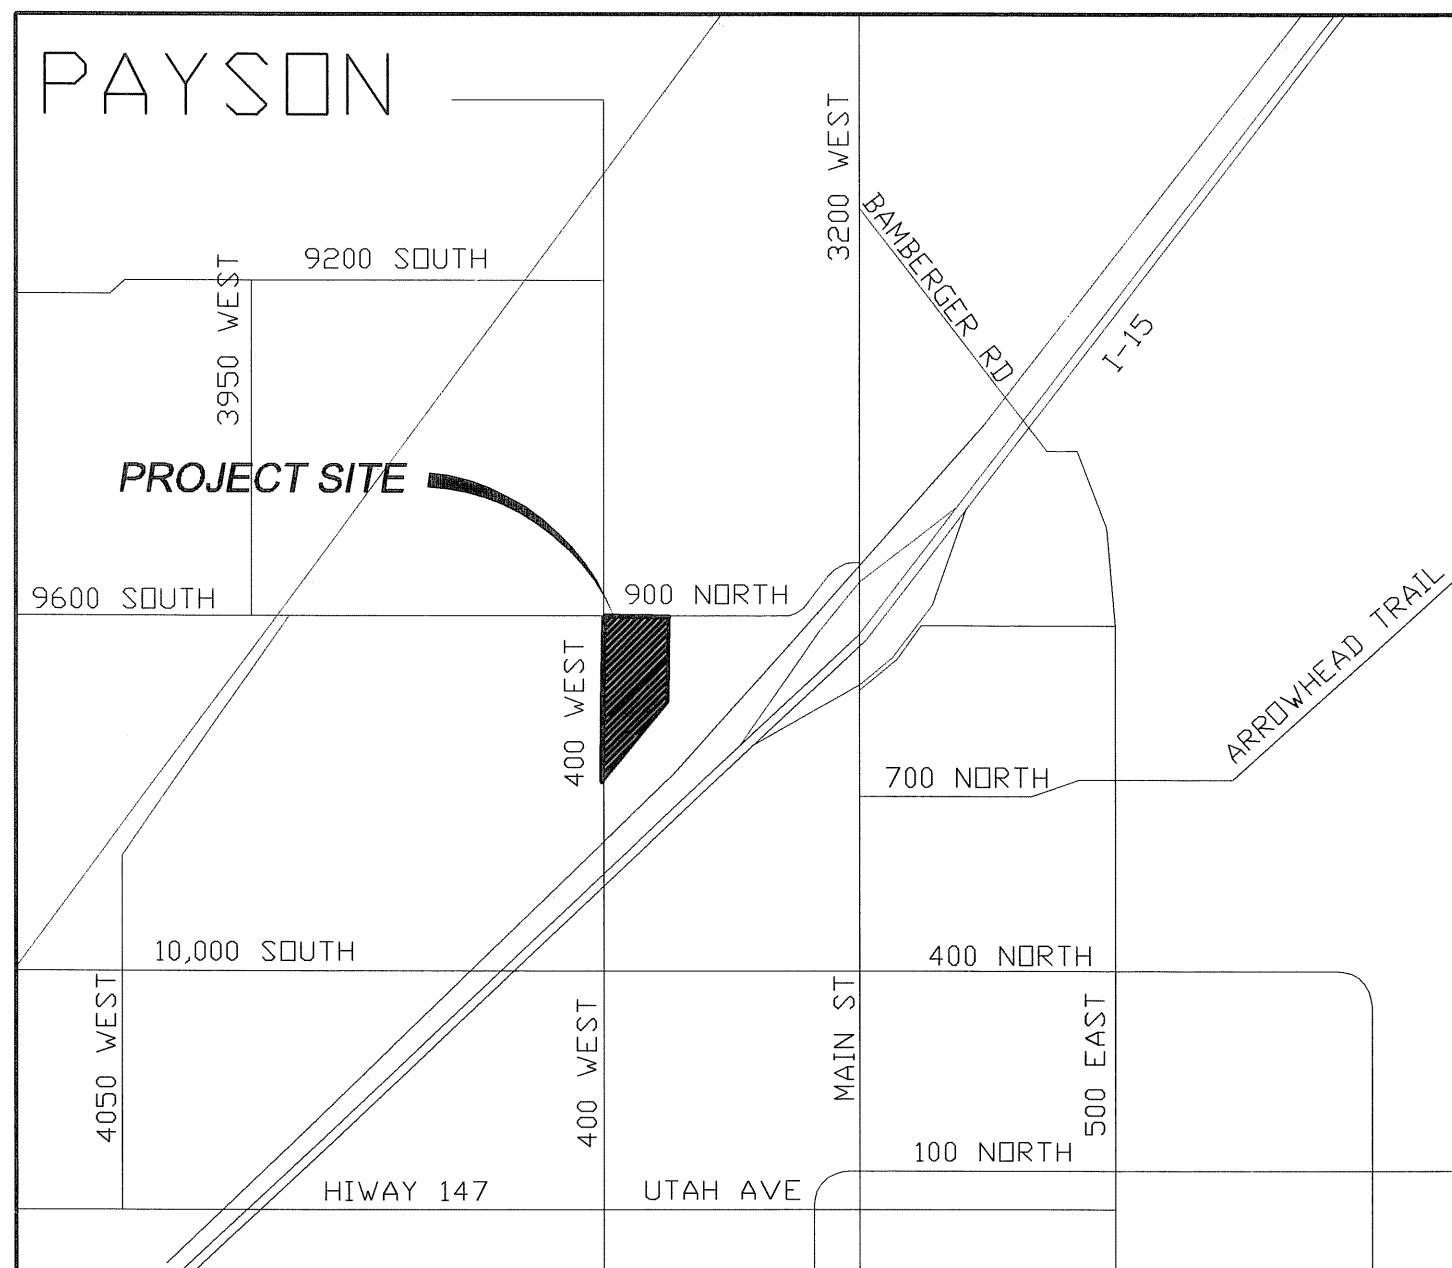 PAYSON
3200 WEST
BAMBERGER RD
9200 SOUTH
3950 WEST
I-15
PROJECT SITE
9600 SOUTH
900 NORTH
400 WEST
ARROWHEAD TRAIL
700 NORTH
10,000 SOUTH
400 NORTH
4050 WEST
400 WEST
MAIN ST
500 EAST
100 NORTH
HIWAY 147
UTAH AVE